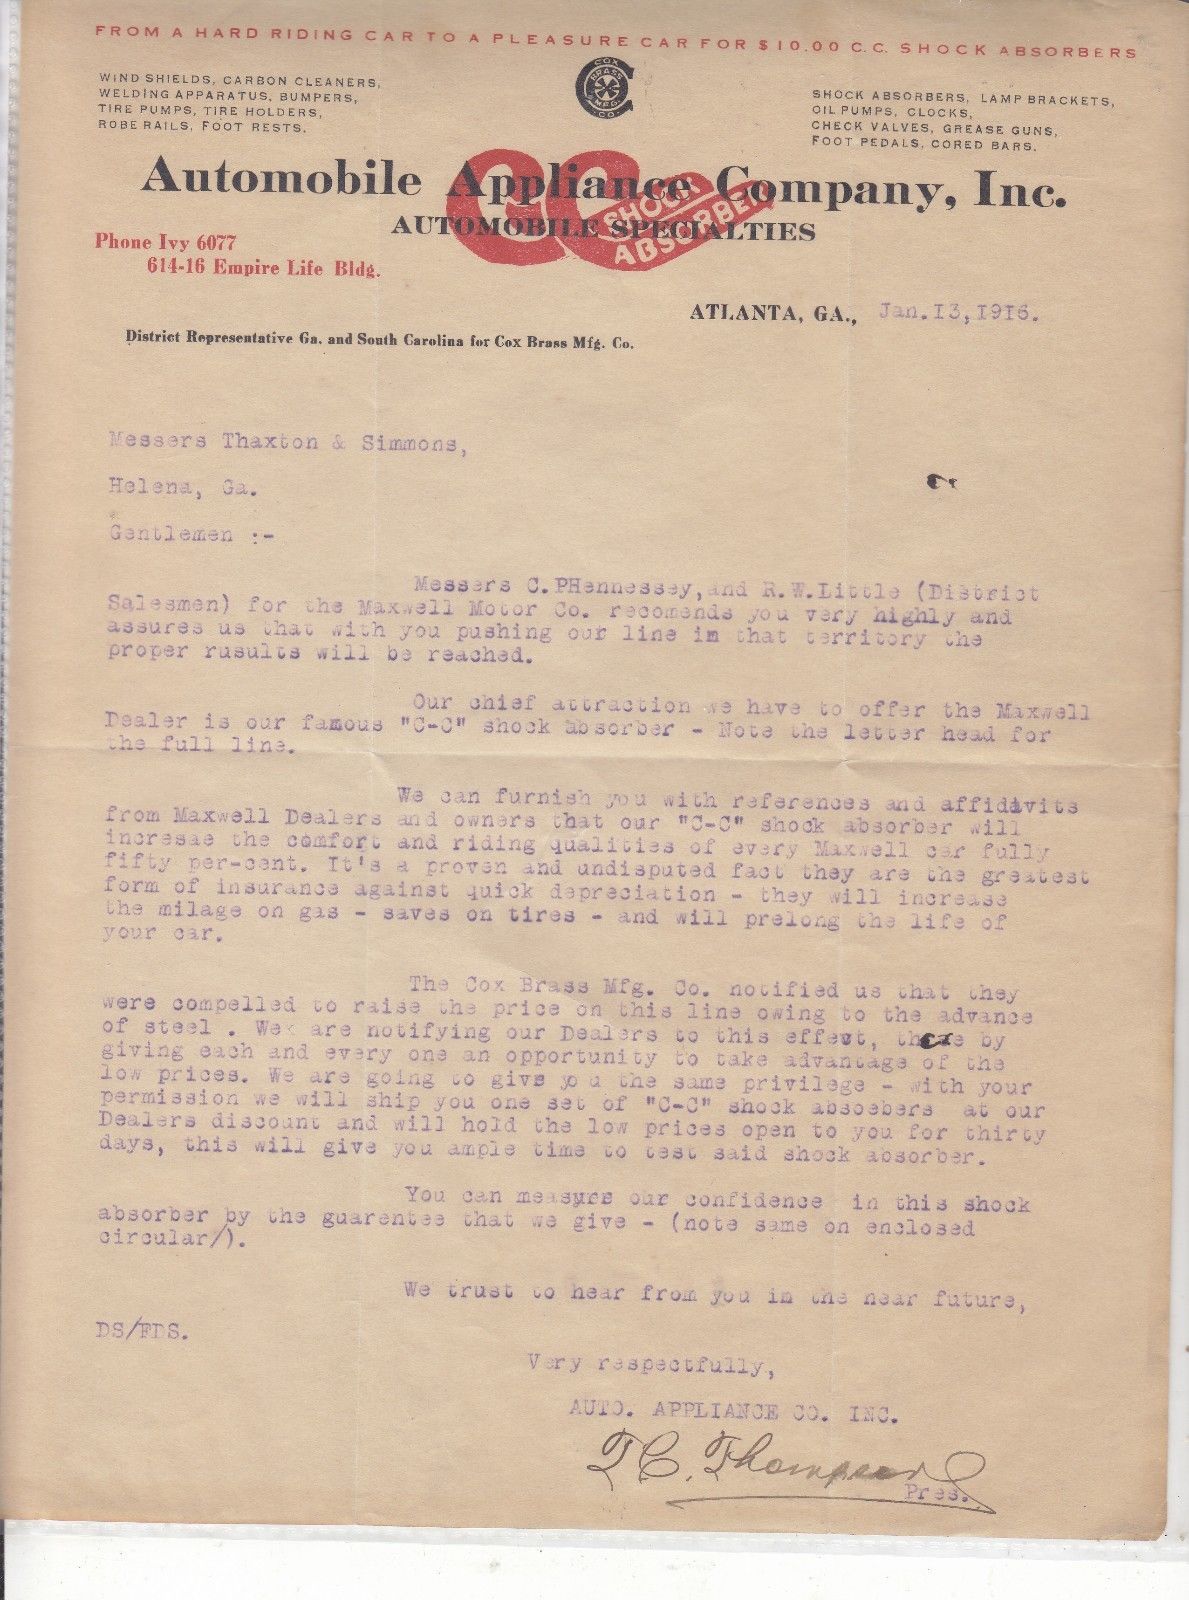 FROM A HARD RIDING CAR TO A PLEASURE CAR FOR $10.00 C.C. SHOCK ABSORBERS
WIND SHIELDS, CARBON CLEANERS,
WELDING APPARATUS, BUMPERS,
TIRE PUMPS, TIRE HOLDERS,
ROBE RAILS, FOOT RESTS.
COX
BRASS
MFG.
CO.
SHOCK ABSORBERS, LAMP BRACKETS,
OIL PUMPS, CLOCKS,
CHECK VALVES, GREASE GUNS,
FOOT PEDALS, CORED BARS.
Automobile Appliance Company, Inc.
CC SHOCK ABSORBER
AUTOMOBILE SPECIALTIES
Phone Ivy 6077
614-16 Empire Life Bldg.
ATLANTA, GA., Jan.13,1916.
District Representative Ga. and South Carolina for Cox Brass Mfg. Co.
Messers Thaxton & Simmons,
Helena, Ga.
Gentlemen :-
Messers C.PHennessey,and R.W.Little (District
Salesmen) for the Maxwell Motor Co. recomends you very highly and
assures us that with you pushing our line in that territory the
proper rusults will be reached.
Our chief attraction we have to offer the Maxwell
Dealer is our famous "C-C" shock absorber - Note the letter head for
the full line.
We can furnish you with references and affidivits
from Maxwell Dealers and owners that our "C-C" shock absorber will
incresae the comfort and riding qualities of every Maxwell car fully
fifty per-cent. It's a proven and undisputed fact they are the greatest
form of insurance against quick depreciation - they will increase
the milage on gas - saves on tires - and will prelong the life of
your car.
The Cox Brass Mfg. Co. notified us that they
were compelled to raise the price on this line owing to the advance
of steel . We are notifying our Dealers to this effect, there by
giving each and every one an opportunity to take advantage of the
low prices. We are going to give you the same privilege - with your
permission we will ship you one set of "C-C" shock absoebers at our
Dealers discount and will hold the low prices open to you for thirty
days, this will give you ample time to test said shock absorber.
You can measure our confidence in this shock
absorber by the guarentee that we give - (note same on enclosed
circular/).
We trust to hear from you in the near future,
DS/FDS.
Very respectfully,
AUTO. APPLIANCE CO. INC.
T.C. Thompson
Pres.